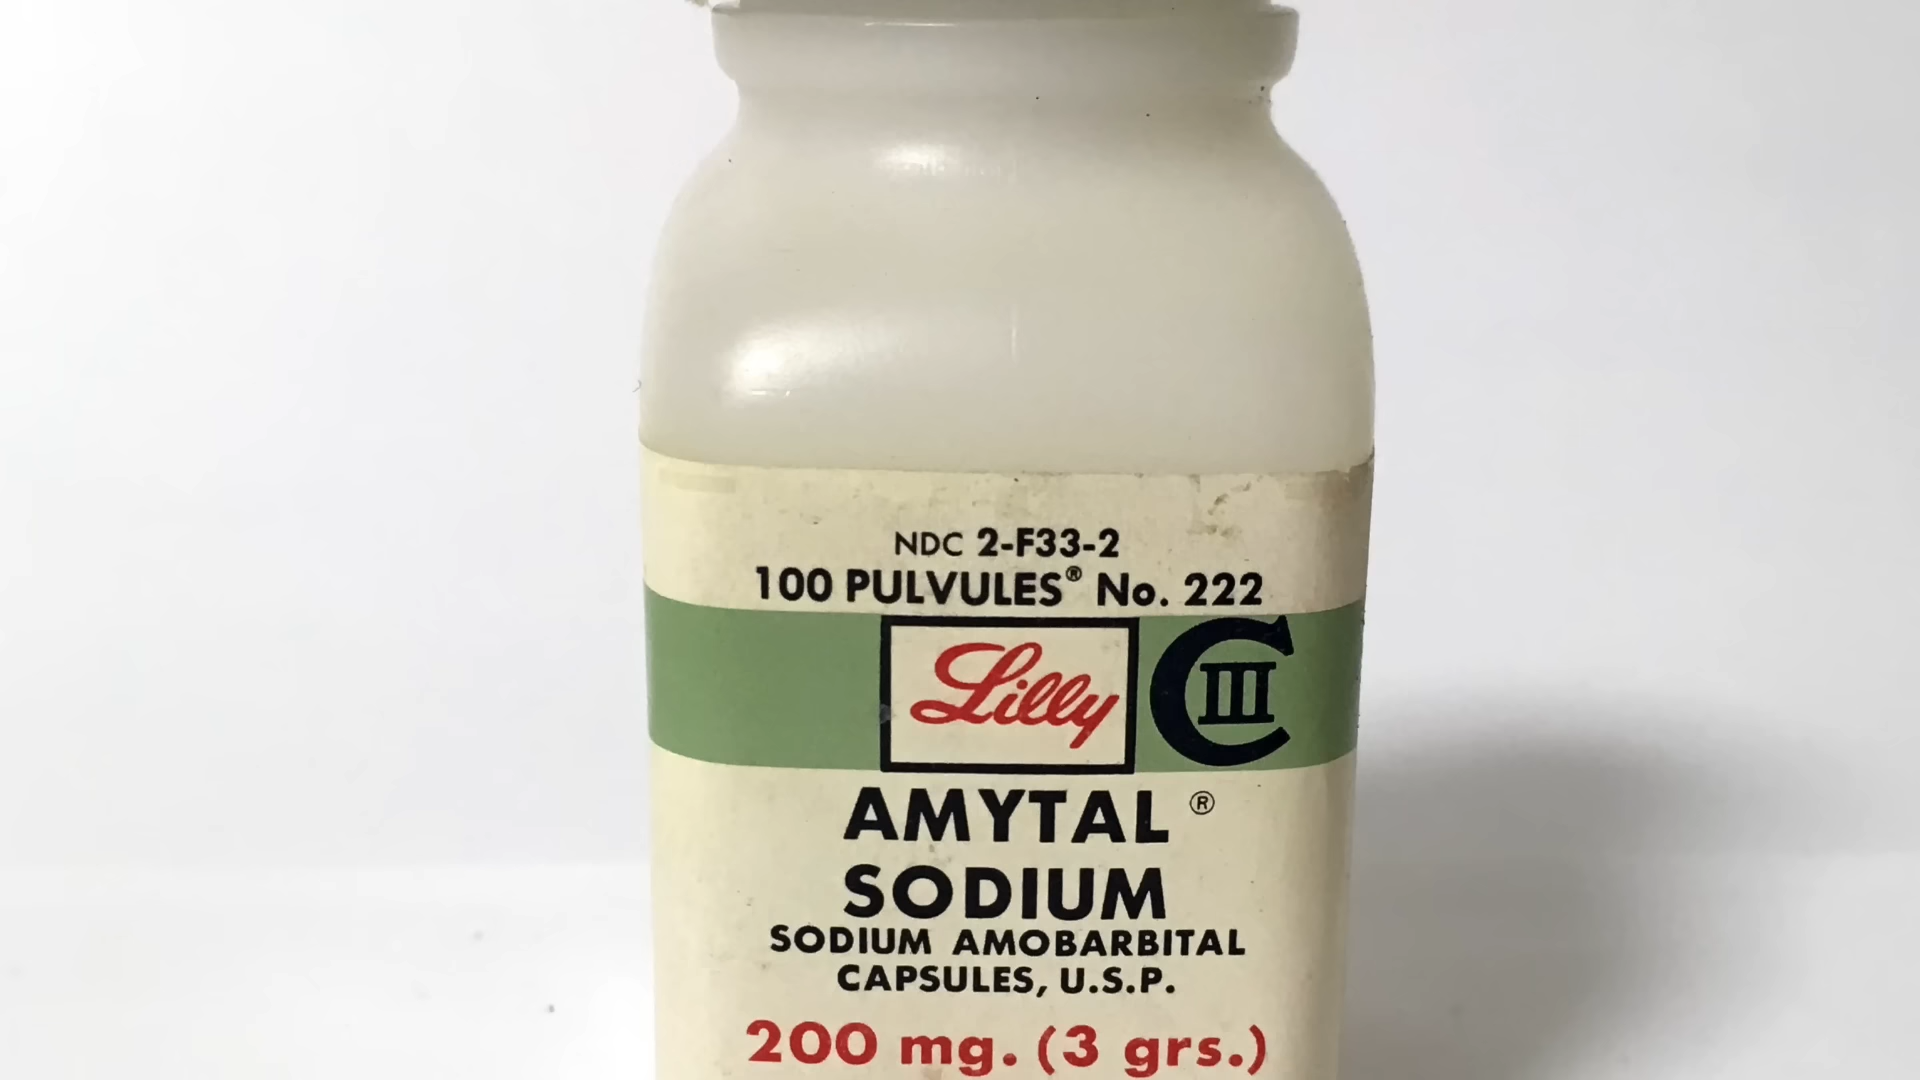 NDC 2-F33-2
100 PULVULES® No. 222
Lilly CIII
AMYTAL®
SODIUM
SODIUM AMOBARBITAL
CAPSULES, U.S.P.
200 mg. (3 grs.)